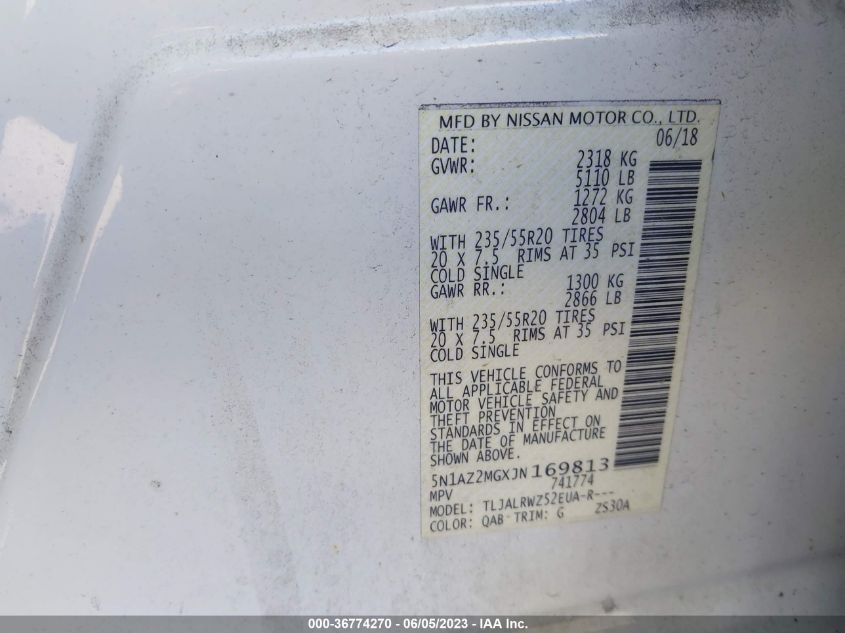 MFD BY NISSAN MOTOR CO., LTD.
DATE: 06/18
GVWR: 2318 KG
5110 LB
GAWR FR.: 1272 KG
2804 LB
WITH 235/55R20 TIRES
20 X 7.5 RIMS AT 35 PSI
COLD SINGLE
GAWR RR.: 1300 KG
2866 LB
WITH 235/55R20 TIRES
20 X 7.5 RIMS AT 35 PSI
COLD SINGLE
THIS VEHICLE CONFORMS TO
ALL APPLICABLE FEDERAL
MOTOR VEHICLE SAFETY AND
THEFT PREVENTION
STANDARDS IN EFFECT ON
THE DATE OF MANUFACTURE
SHOWN ABOVE.
5N1AZ2MGXJN169813
MPV 741774
MODEL: TLJALRWZ52EUA-R---
COLOR: QAB TRIM: G ZS30A
000-36774270 - 06/05/2023 - IAA Inc.